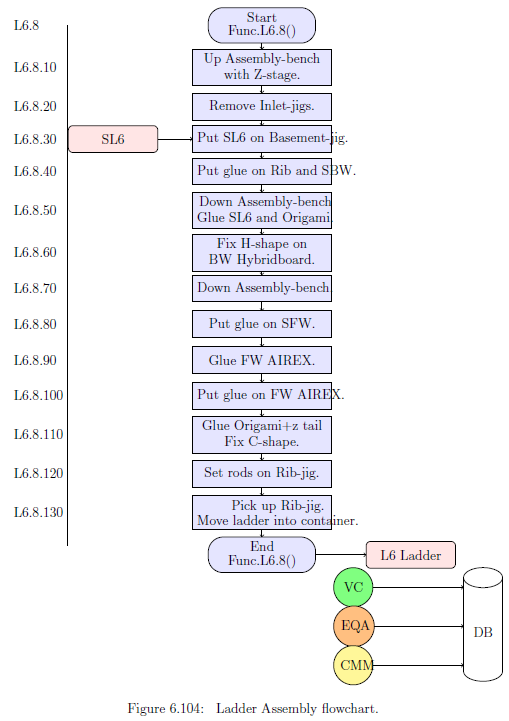 L6.8
Start
Func.L6.8()
L6.8.10
Up Assembly-bench
with Z-stage.
L6.8.20
Remove Inlet-jigs.
L6.8.30
SL6
Put SL6 on Basement-jig.
L6.8.40
Put glue on Rib and SBW.
L6.8.50
Down Assembly-bench
Glue SL6 and Origami.
L6.8.60
Fix H-shape on
BW Hybridboard.
L6.8.70
Down Assembly-bench.
L6.8.80
Put glue on SFW.
L6.8.90
Glue FW AIREX.
L6.8.100
Put glue on FW AIREX.
L6.8.110
Glue Origami+z tail
Fix C-shape.
L6.8.120
Set rods on Rib-jig.
L6.8.130
Pick up Rib-jig.
Move ladder into container.
End
Func.L6.8()
L6 Ladder
VC
EQA
DB
CMM
Figure 6.104: Ladder Assembly flowchart.